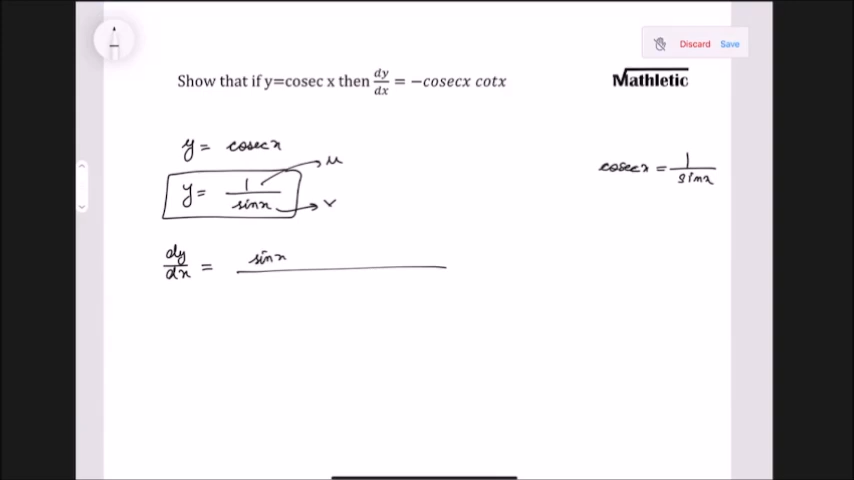 Discard Save
Show that if y=cosec x then dy/dx = −cosecx cotx
Mathletic
y = cosecx
u
cosecx = 1/sinx
y = 1/sinx
v
dy/dx = sinx